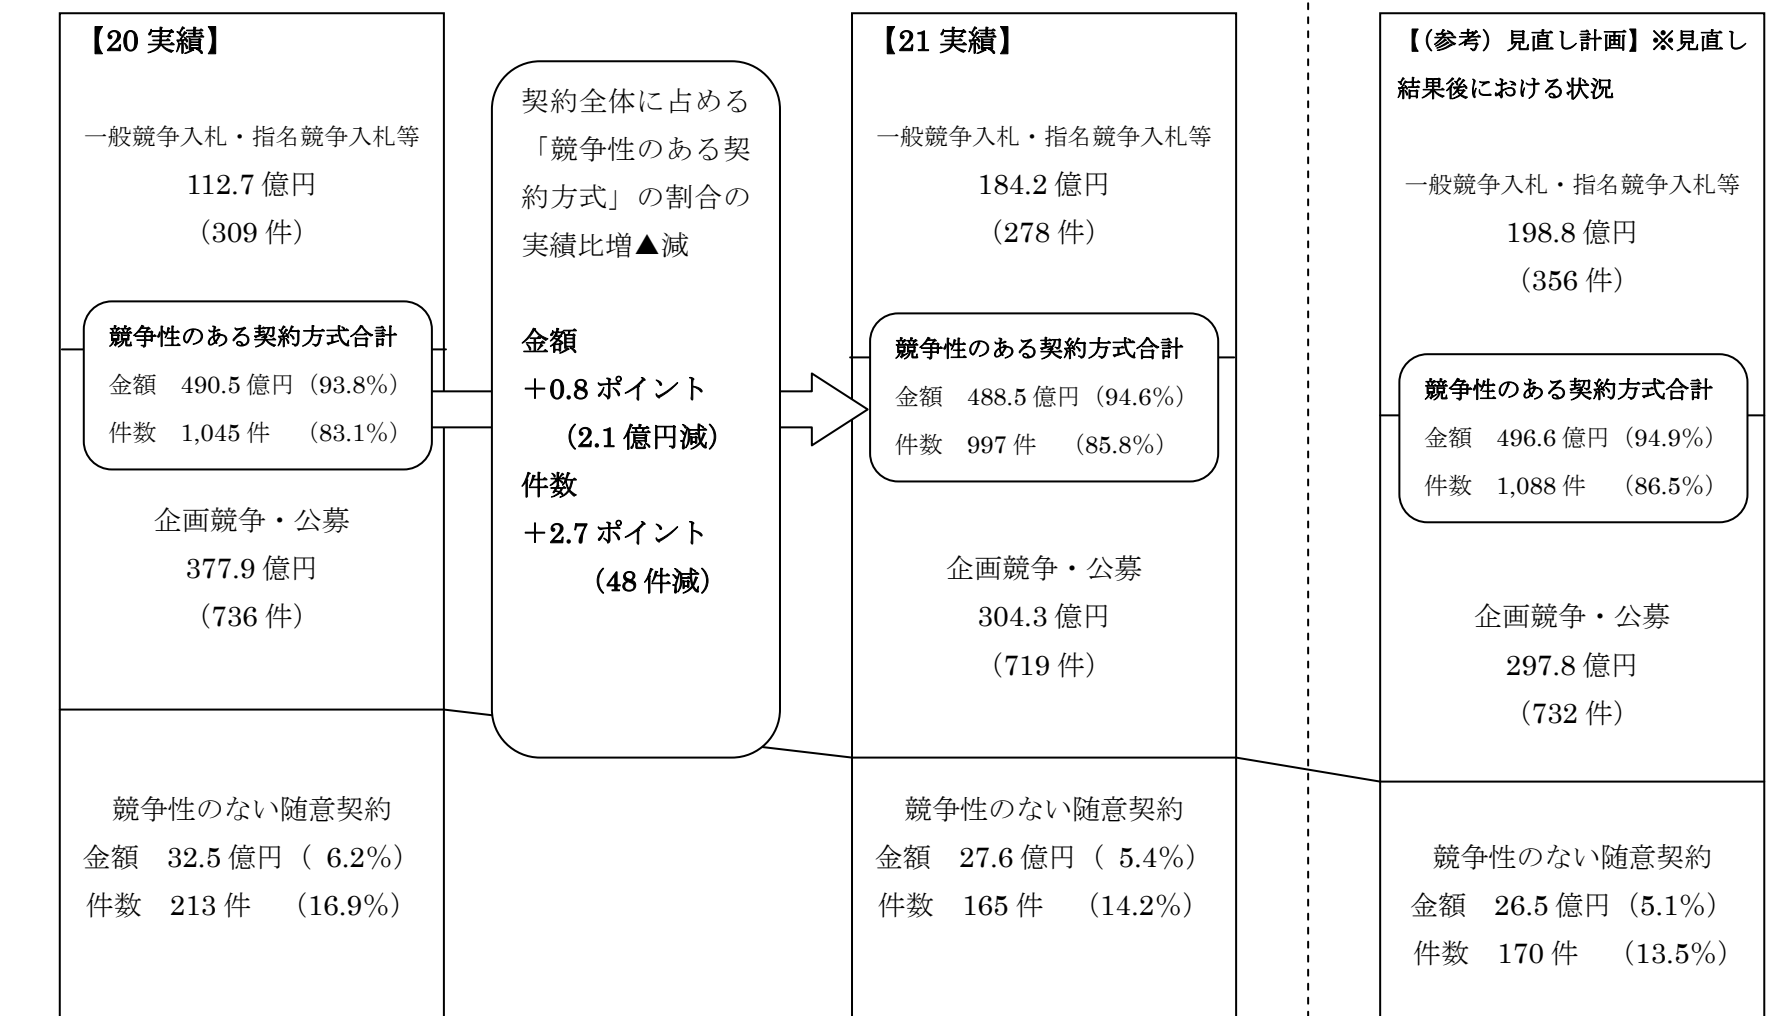 【20 実績】
一般競争入札・指名競争入札等
112.7 億円
（309 件）
競争性のある契約方式合計
金額　490.5 億円（93.8%）
件数　1,045 件　（83.1%）
企画競争・公募
377.9 億円
（736 件）
競争性のない随意契約
金額　32.5 億円（ 6.2%）
件数　213 件　（16.9%）
契約全体に占める
「競争性のある契
約方式」の割合の
実績比増▲減
金額
＋0.8 ポイント
（2.1 億円減）
件数
＋2.7 ポイント
（48 件減）
【21 実績】
一般競争入札・指名競争入札等
184.2 億円
（278 件）
競争性のある契約方式合計
金額　488.5 億円（94.6%）
件数　997 件　（85.8%）
企画競争・公募
304.3 億円
（719 件）
競争性のない随意契約
金額　27.6 億円（ 5.4%）
件数　165 件　（14.2%）
【（参考）見直し計画】※見直し
結果後における状況
一般競争入札・指名競争入札等
198.8 億円
（356 件）
競争性のある契約方式合計
金額　496.6 億円（94.9%）
件数　1,088 件　（86.5%）
企画競争・公募
297.8 億円
（732 件）
競争性のない随意契約
金額　26.5 億円（5.1%）
件数　170 件　（13.5%）